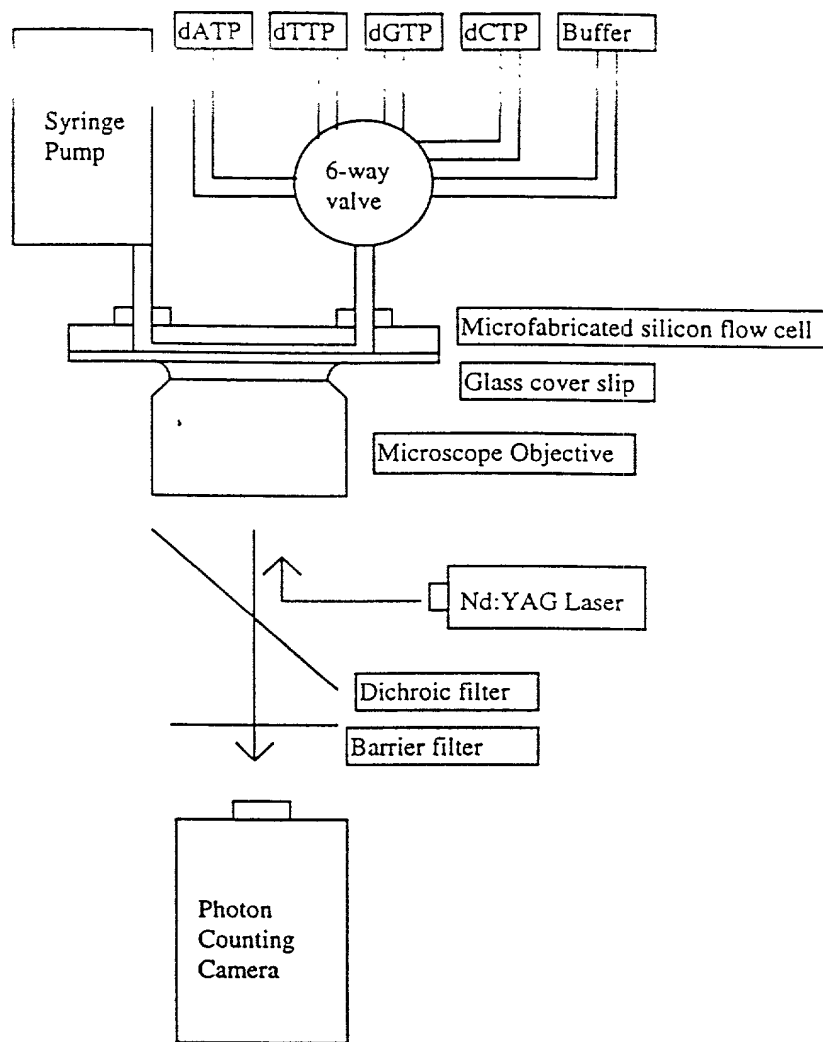 dATP dTTP dGTP dCTP Buffer
Syringe
Pump
6-way
valve
Microfabricated silicon flow cell
Glass cover slip
Microscope Objective
Nd:YAG Laser
Dichroic filter
Barrier filter
Photon
Counting
Camera